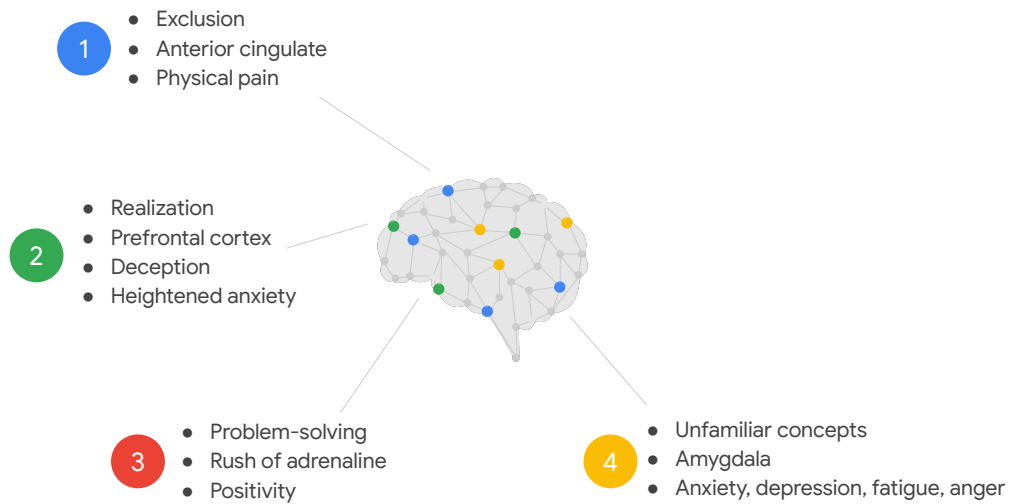 1
● Exclusion
● Anterior cingulate
● Physical pain
2
● Realization
● Prefrontal cortex
● Deception
● Heightened anxiety
3
● Problem-solving
● Rush of adrenaline
● Positivity
4
● Unfamiliar concepts
● Amygdala
● Anxiety, depression, fatigue, anger